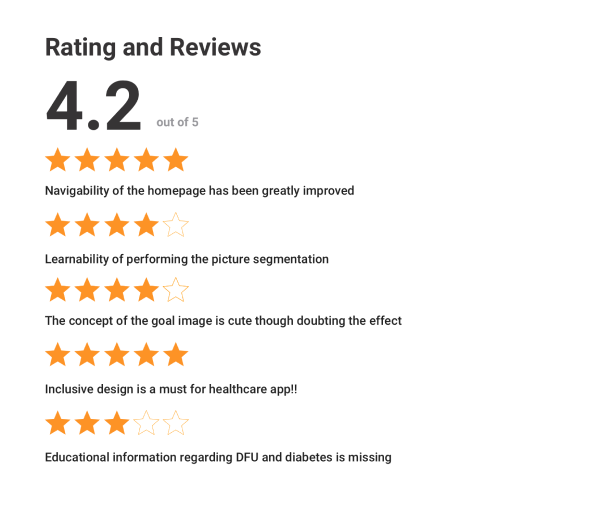 Rating and Reviews
4.2 out of 5
Navigability of the homepage has been greatly improved
Learnability of performing the picture segmentation
The concept of the goal image is cute though doubting the effect
Inclusive design is a must for healthcare app!!
Educational information regarding DFU and diabetes is missing